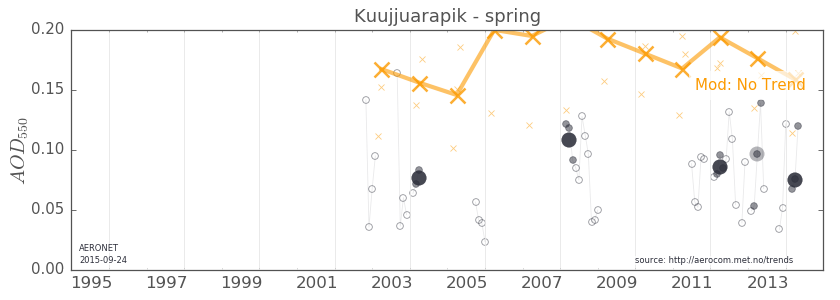 Kuujjuarapik - spring
0.20
0.15
0.10
0.05
0.00
AOD550
Mod: No Trend
AERONET
2015-09-24
source: http://aerocom.met.no/trends
1995 1997 1999 2001 2003 2005 2007 2009 2011 2013